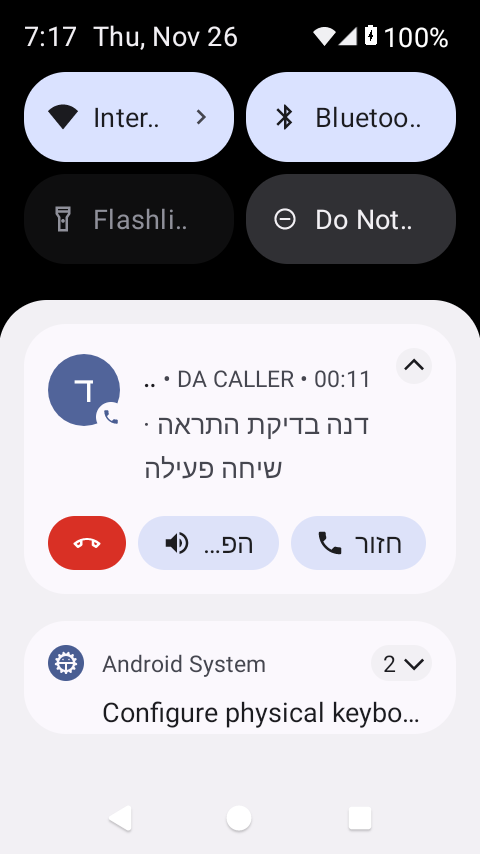 7:17 Thu, Nov 26 100%
Inter.. Bluetoo..
Flashli.. Do Not..
ד .. • DA CALLER • 00:11
דנה בדיקת התראה ·
שיחה פעילה
הפ... חזור
Android System 2
Configure physical keybo...